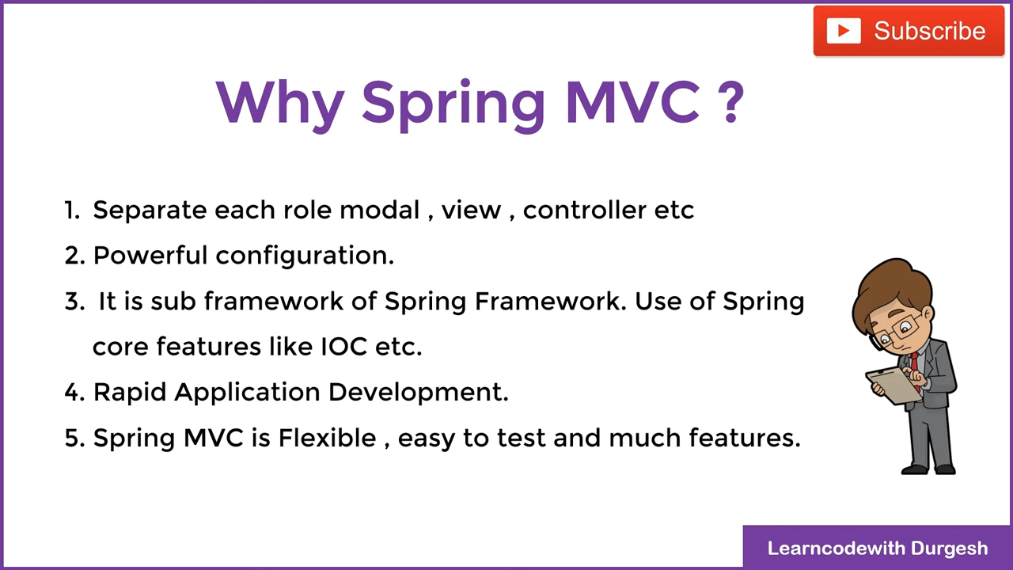 Subscribe
Why Spring MVC ?
1. Separate each role modal , view , controller etc
2. Powerful configuration.
3. It is sub framework of Spring Framework. Use of Spring
core features like IOC etc.
4. Rapid Application Development.
5. Spring MVC is Flexible , easy to test and much features.
Learncodewith Durgesh